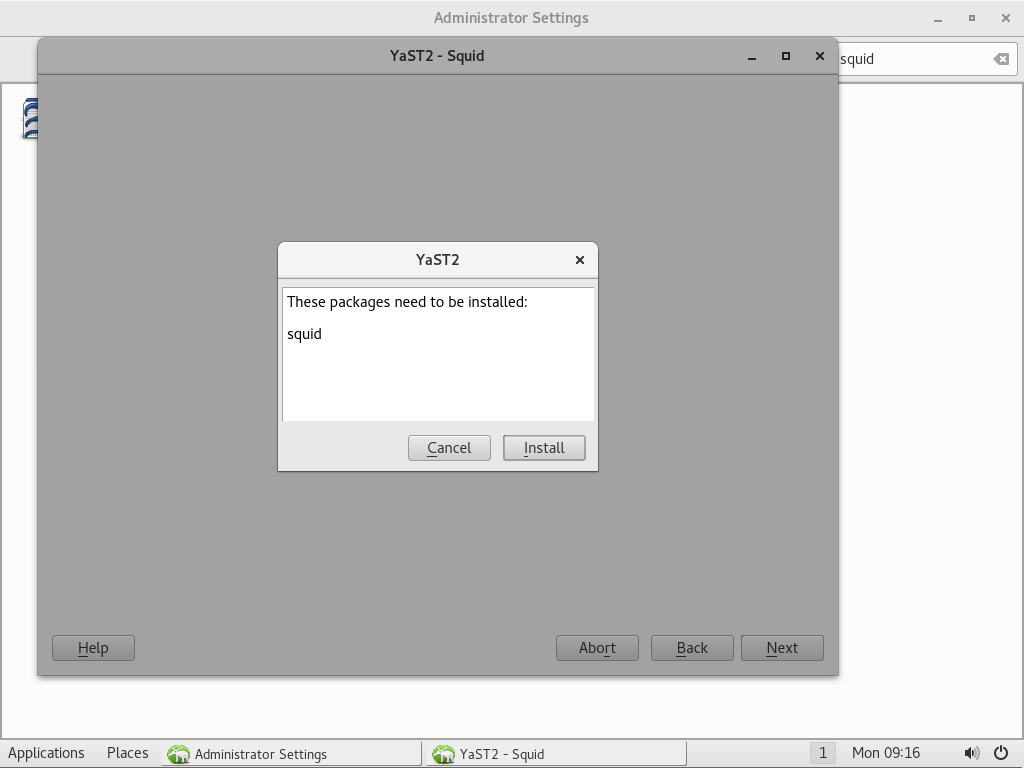 Administrator Settings
YaST2 - Squid
squid
YaST2
These packages need to be installed:
squid
Cancel
Install
Help
Abort
Back
Next
Applications
Places
Administrator Settings
YaST2 - Squid
1
Mon 09:16